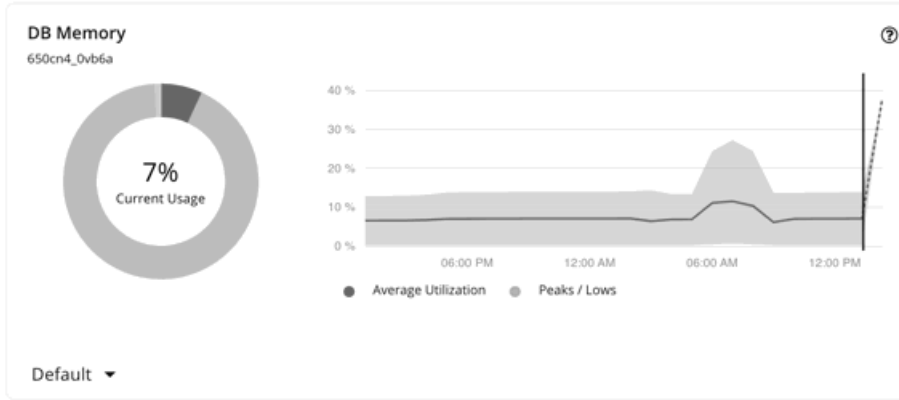 DB Memory
650cn4_0vb6a
7%
Current Usage
40 %
30 %
20 %
10 %
0 %
06:00 PM 12:00 AM 06:00 AM 12:00 PM
Average Utilization Peaks / Lows
Default